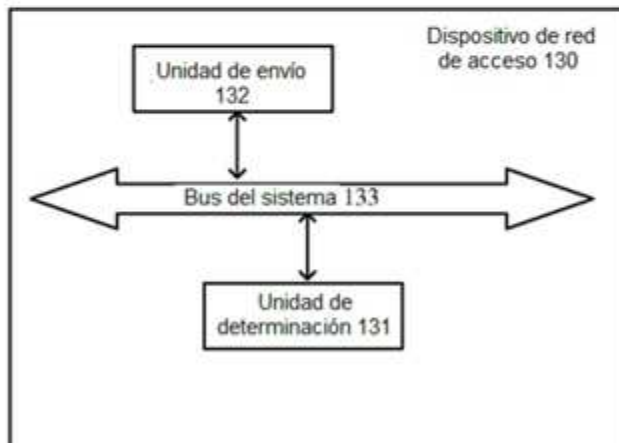 Dispositivo de red
de acceso 130
Unidad de envío
132
Bus del sistema 133
Unidad de
determinación 131